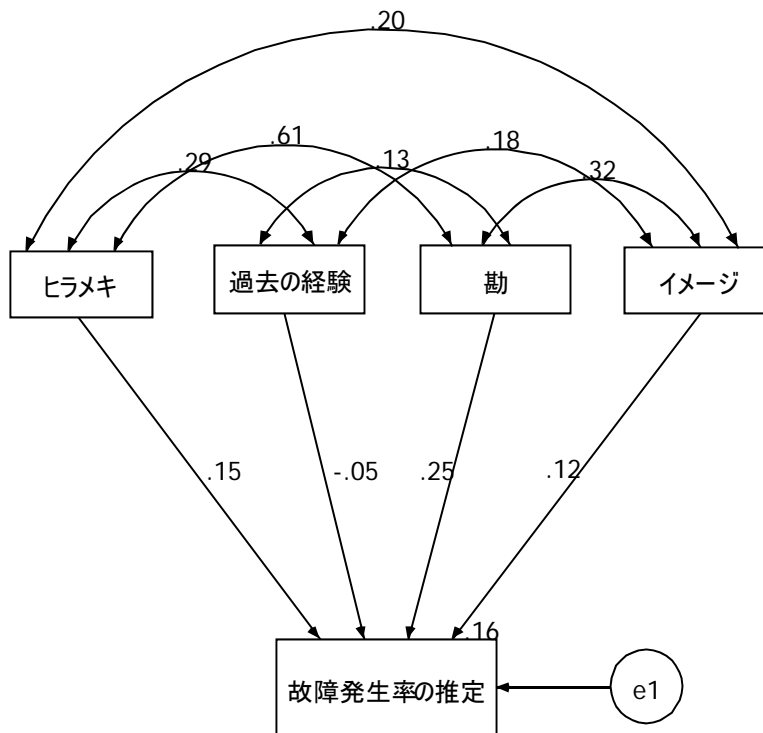 .20
.61
.18
.29
.13
.32
ヒラメキ
過去の経験
勘
イメージ
.15
-.05
.25
.12
.16
故障発生率の推定
e1